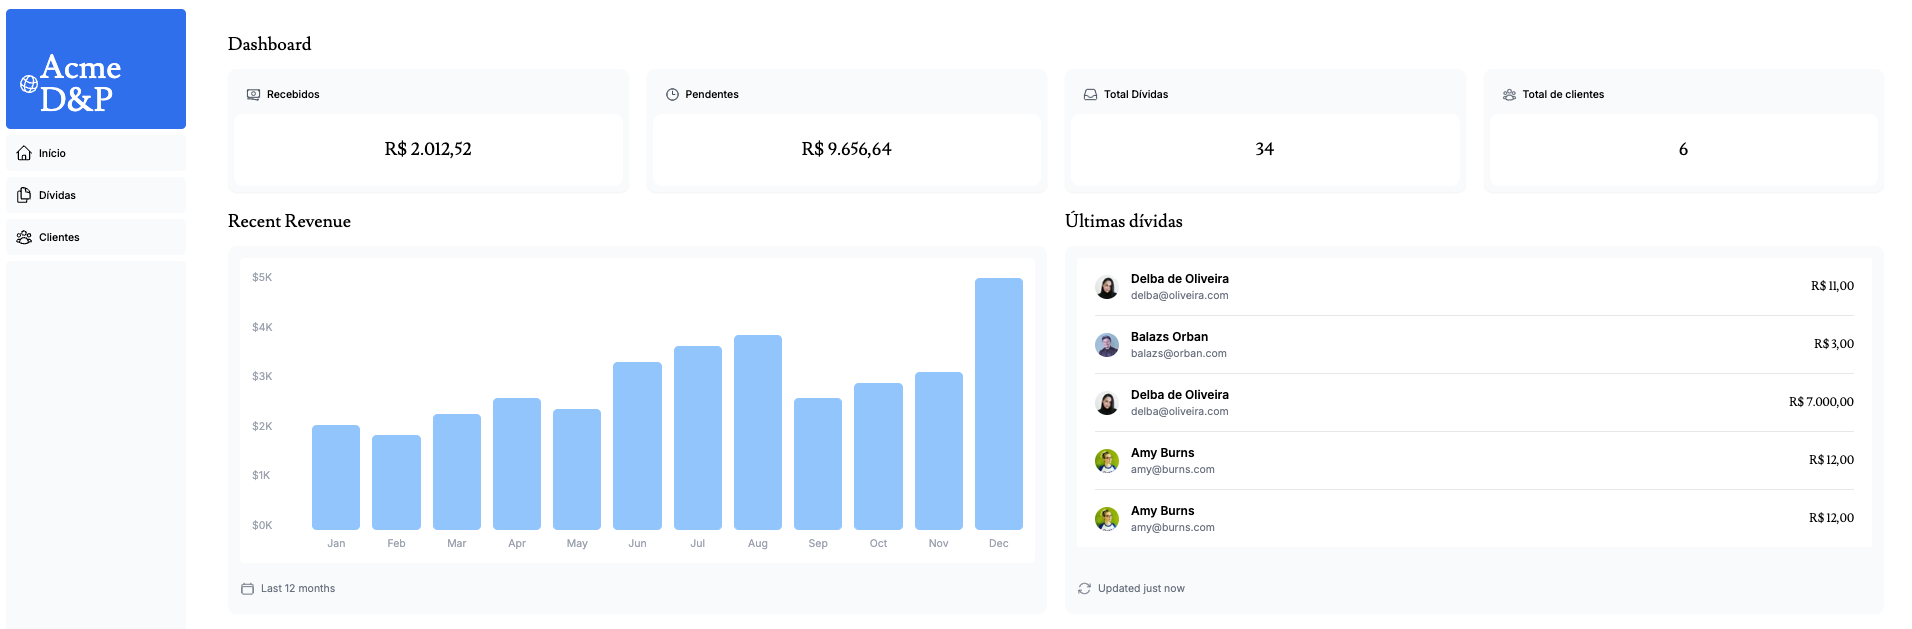 Acme
D&P
Início
Dívidas
Clientes
Dashboard
Recebidos
R$ 2.012,52
Pendentes
R$ 9.656,64
Total Dívidas
34
Total de clientes
6
Recent Revenue
$5K
$4K
$3K
$2K
$1K
$0K
Jan Feb Mar Apr May Jun Jul Aug Sep Oct Nov Dec
Last 12 months
Últimas dívidas
Delba de Oliveira
delba@oliveira.com
R$ 11,00
Balazs Orban
balazs@orban.com
R$ 3,00
Delba de Oliveira
delba@oliveira.com
R$ 7.000,00
Amy Burns
amy@burns.com
R$ 12,00
Amy Burns
amy@burns.com
R$ 12,00
Updated just now